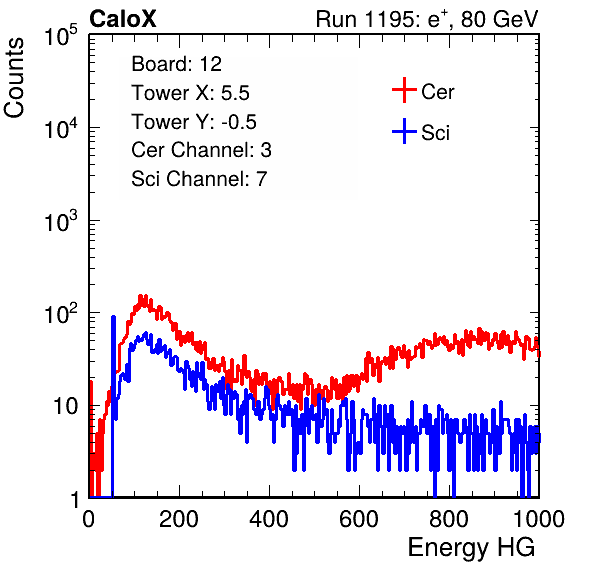 CaloX Run 1195: e⁺, 80 GeV
Counts
10⁵
10⁴
10³
10²
10
1
Board: 12
Tower X: 5.5
Tower Y: -0.5
Cer Channel: 3
Sci Channel: 7
Cer
Sci
0 200 400 600 800 1000
Energy HG